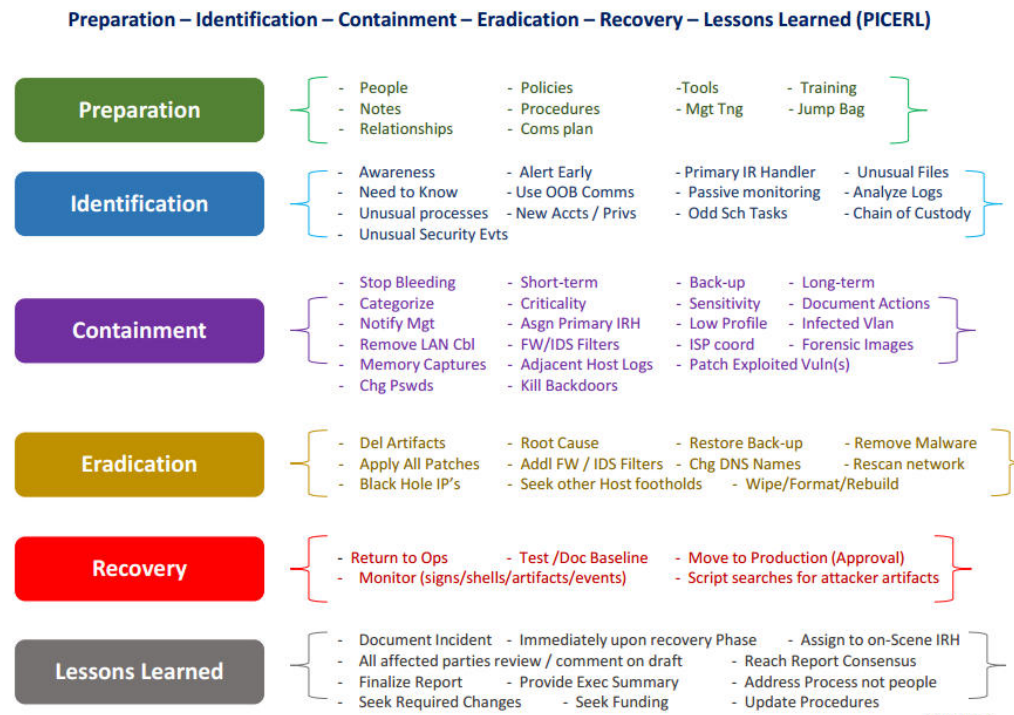 Preparation – Identification – Containment – Eradication – Recovery – Lessons Learned (PICERL)
Preparation
- People - Policies -Tools - Training
- Notes - Procedures - Mgt Tng - Jump Bag
- Relationships - Coms plan
Identification
- Awareness - Alert Early - Primary IR Handler - Unusual Files
- Need to Know - Use OOB Comms - Passive monitoring - Analyze Logs
- Unusual processes - New Accts / Privs - Odd Sch Tasks - Chain of Custody
- Unusual Security Evts
Containment
- Stop Bleeding - Short-term - Back-up - Long-term
- Categorize - Criticality - Sensitivity - Document Actions
- Notify Mgt - Asgn Primary IRH - Low Profile - Infected Vlan
- Remove LAN Cbl - FW/IDS Filters - ISP coord - Forensic Images
- Memory Captures - Adjacent Host Logs - Patch Exploited Vuln(s)
- Chg Pswds - Kill Backdoors
Eradication
- Del Artifacts - Root Cause - Restore Back-up - Remove Malware
- Apply All Patches - Addl FW / IDS Filters - Chg DNS Names - Rescan network
- Black Hole IP's - Seek other Host footholds - Wipe/Format/Rebuild
Recovery
- Return to Ops - Test /Doc Baseline - Move to Production (Approval)
- Monitor (signs/shells/artifacts/events) - Script searches for attacker artifacts
Lessons Learned
- Document Incident - Immediately upon recovery Phase - Assign to on-Scene IRH
- All affected parties review / comment on draft - Reach Report Consensus
- Finalize Report - Provide Exec Summary - Address Process not people
- Seek Required Changes - Seek Funding - Update Procedures